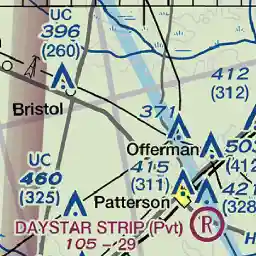 UC
396
(260)
412
(312)
Bristol
371
Offerman
503
(412
UC
460
(325)
415
(311)
Patterson
421
(328
DAYSTAR STRIP (Pvt)
R
105 - 29
H